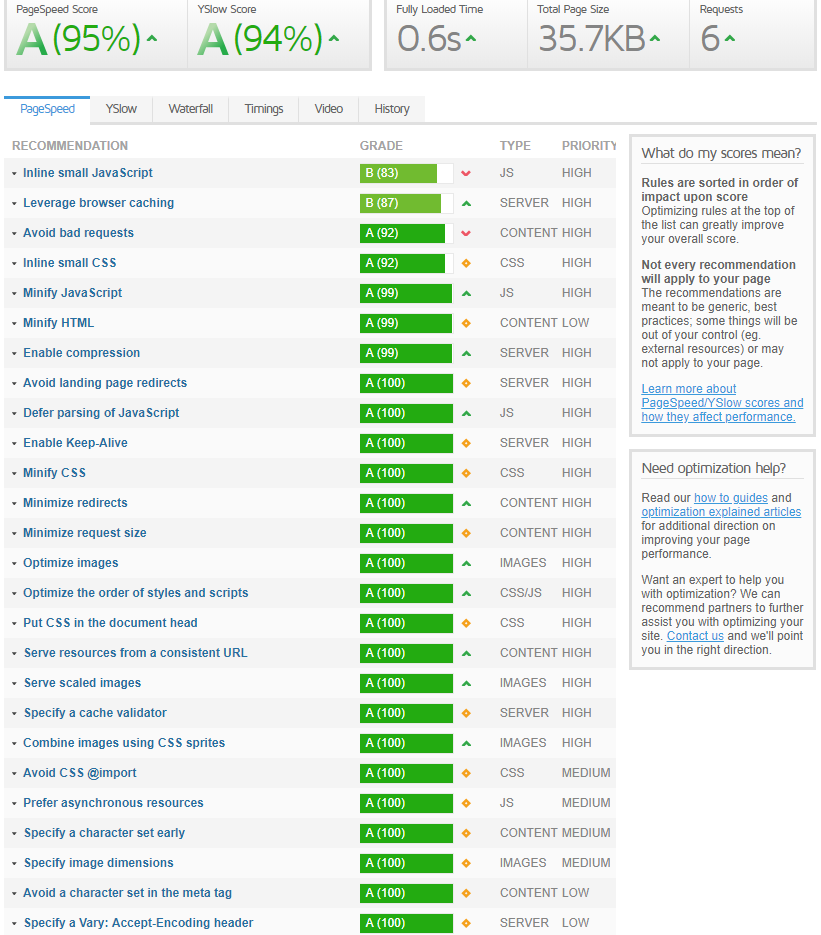 PageSpeed Score
YSlow Score
Fully Loaded Time
Total Page Size
Requests
A (95%)
A (94%)
0.6s
35.7KB
6
PageSpeed
YSlow
Waterfall
Timings
Video
History
RECOMMENDATION GRADE TYPE PRIORITY
Inline small JavaScript B (83) JS HIGH
Leverage browser caching B (87) SERVER HIGH
Avoid bad requests A (92) CONTENT HIGH
Inline small CSS A (92) CSS HIGH
Minify JavaScript A (99) JS HIGH
Minify HTML A (99) CONTENT LOW
Enable compression A (99) SERVER HIGH
Avoid landing page redirects A (100) SERVER HIGH
Defer parsing of JavaScript A (100) JS HIGH
Enable Keep-Alive A (100) SERVER HIGH
Minify CSS A (100) CSS HIGH
Minimize redirects A (100) CONTENT HIGH
Minimize request size A (100) CONTENT HIGH
Optimize images A (100) IMAGES HIGH
Optimize the order of styles and scripts A (100) CSS/JS HIGH
Put CSS in the document head A (100) CSS HIGH
Serve resources from a consistent URL A (100) CONTENT HIGH
Serve scaled images A (100) IMAGES HIGH
Specify a cache validator A (100) SERVER HIGH
Combine images using CSS sprites A (100) IMAGES HIGH
Avoid CSS @import A (100) CSS MEDIUM
Prefer asynchronous resources A (100) JS MEDIUM
Specify a character set early A (100) CONTENT MEDIUM
Specify image dimensions A (100) IMAGES MEDIUM
Avoid a character set in the meta tag A (100) CONTENT LOW
Specify a Vary: Accept-Encoding header A (100) SERVER LOW
What do my scores mean?
Rules are sorted in order of
impact upon score
Optimizing rules at the top of
the list can greatly improve
your overall score.
Not every recommendation
will apply to your page
The recommendations are
meant to be generic, best
practices; some things will be
out of your control (eg.
external resources) or may
not apply to your page.
Learn more about
PageSpeed/YSlow scores and
how they affect performance.
Need optimization help?
Read our how to guides and
optimization explained articles
for additional direction on
improving your page
performance.
Want an expert to help you
with optimization? We can
recommend partners to further
assist you with optimizing your
site. Contact us and we'll point
you in the right direction.